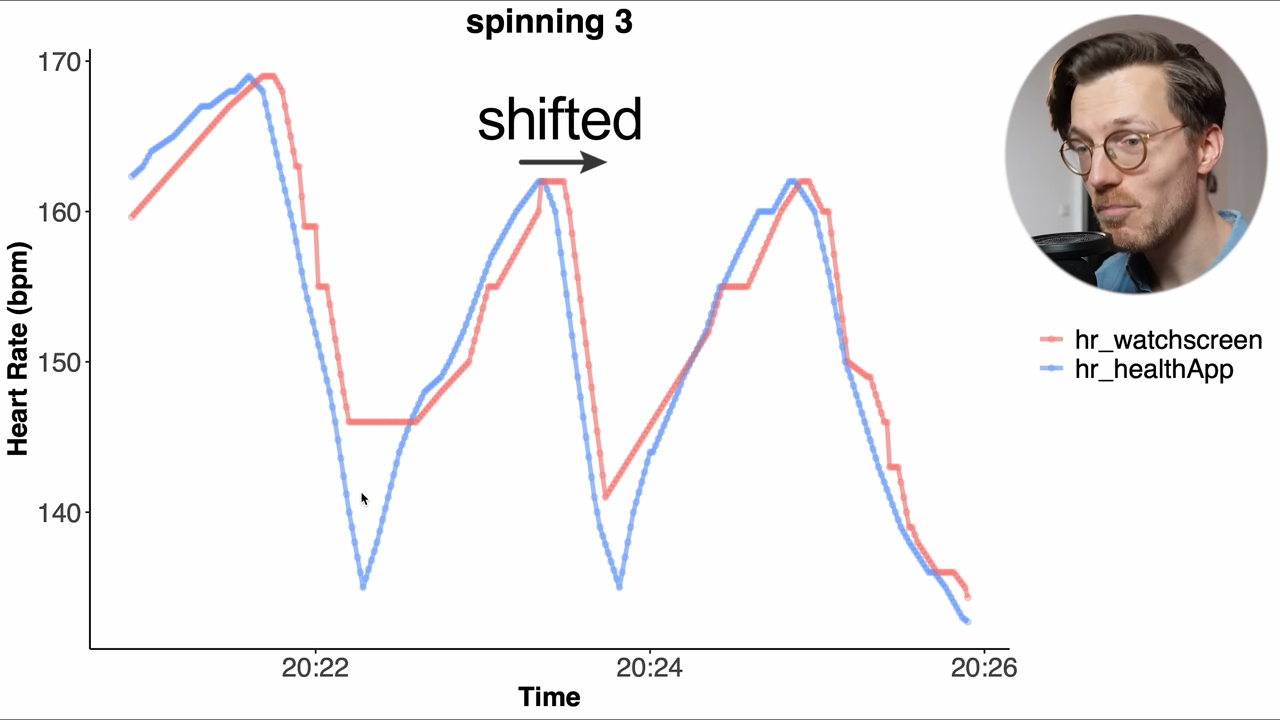 spinning 3
170
160
150
140
Heart Rate (bpm)
shifted
hr_watchscreen
hr_healthApp
20:22
20:24
20:26
Time